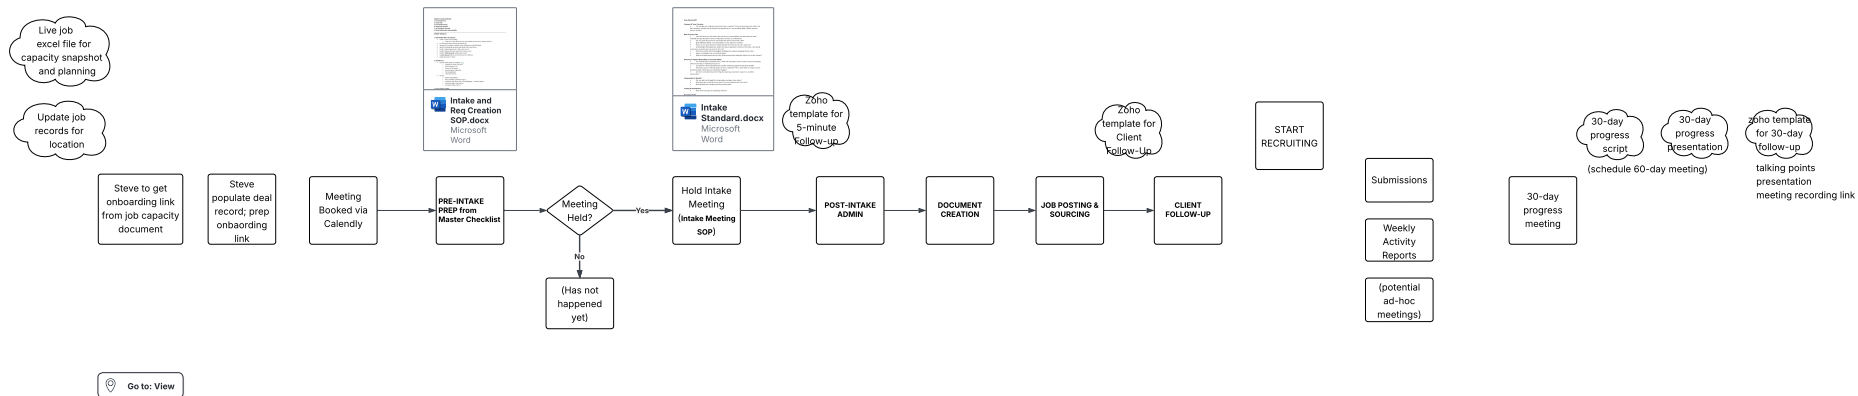 Live job
excel file for
capacity snapshot
and planning
Update job
records for
location
Intake and
Req Creation
SOP.docx
Microsoft
Word
Intake
Standard.docx
Microsoft
Word
Zoho
template for
5-minute
Follow-up
Zoho
template for
Client
Follow-Up
START
RECRUITING
30-day
progress
script
30-day
progress
presentation
zoho template
for 30-day
follow-up
(schedule 60-day meeting)
talking points
presentation
meeting recording link
Steve to get
onboarding link
from job capacity
document
Steve
populate deal
record; prep
onbaording
link
Meeting
Booked via
Calendly
PRE-INTAKE
PREP from
Master Checklist
Meeting
Held?
Yes
No
(Has not
happened
yet)
Hold Intake
Meeting
(Intake Meeting
SOP)
POST-INTAKE
ADMIN
DOCUMENT
CREATION
JOB POSTING &
SOURCING
CLIENT
FOLLOW-UP
Submissions
Weekly
Activity
Reports
(potential
ad-hoc
meetings)
30-day
progress
meeting
Go to: View